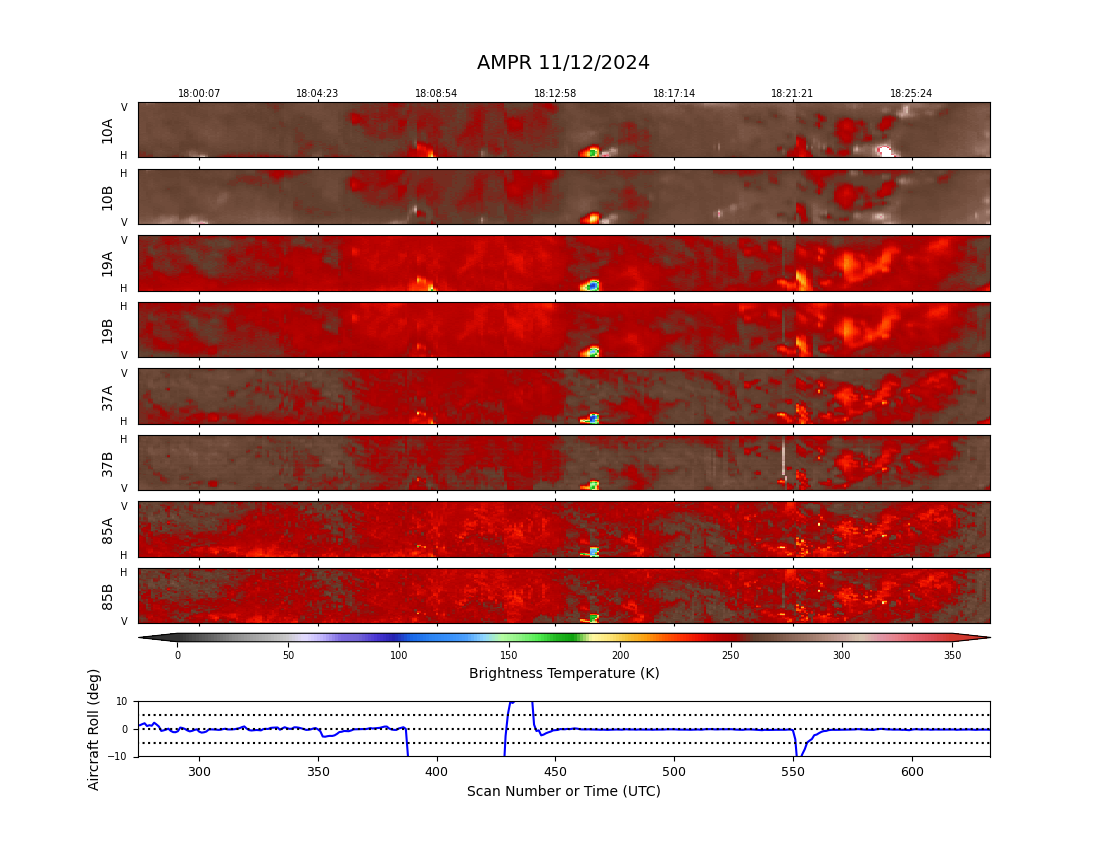 AMPR 11/12/2024
18:00:07 18:04:23 18:08:54 18:12:58 18:17:14 18:21:21 18:25:24
V
10A
H
H
10B
V
V
19A
H
H
19B
V
V
37A
H
H
37B
V
V
85A
H
H
85B
V
0 50 100 150 200 250 300 350
Brightness Temperature (K)
Aircraft Roll (deg)
10
0
−10
300 350 400 450 500 550 600
Scan Number or Time (UTC)